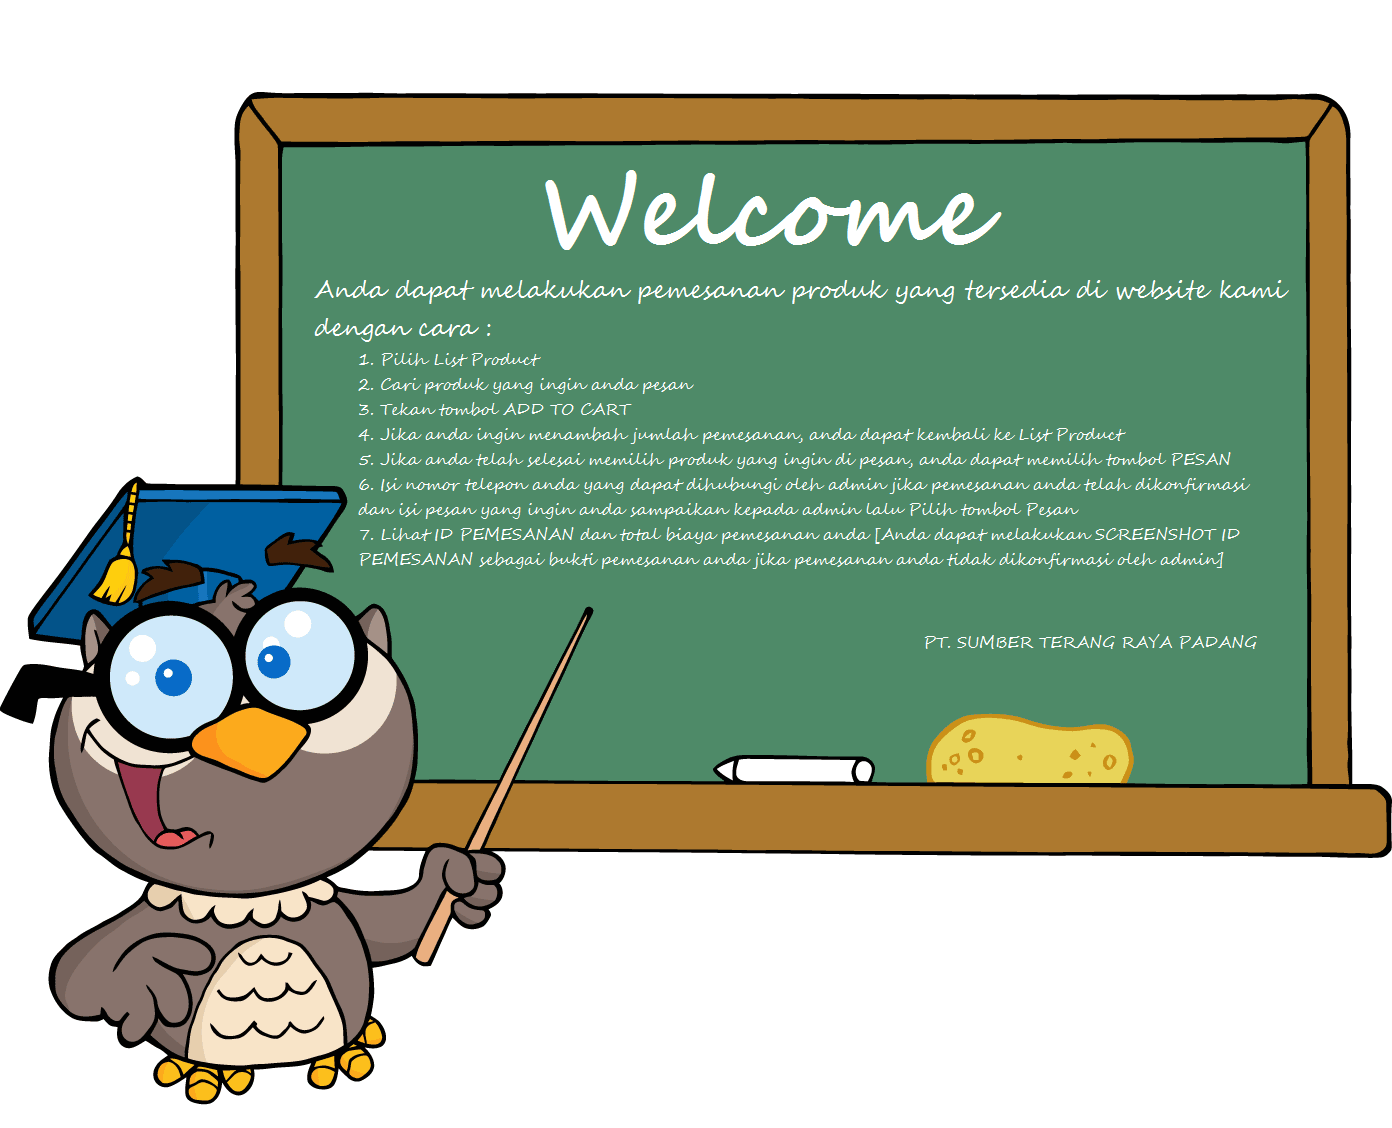 Welcome
Anda dapat melakukan pemesanan produk yang tersedia di website kami
dengan cara :
1. Pilih List Product
2. Cari produk yang ingin anda pesan
3. Tekan tombol ADD TO CART
4. Jika anda ingin menambah jumlah pemesanan, anda dapat kembali ke List Product
5. Jika anda telah selesai memilih produk yang ingin di pesan, anda dapat memilih tombol PESAN
6. Isi nomor telepon anda yang dapat dihubungi oleh admin jika pemesanan anda telah dikonfirmasi
dan isi pesan yang ingin anda sampaikan kepada admin lalu Pilih tombol Pesan
7. Lihat ID PEMESANAN dan total biaya pemesanan anda [Anda dapat melakukan SCREENSHOT ID
PEMESANAN sebagai bukti pemesanan anda jika pemesanan anda tidak dikonfirmasi oleh admin]
PT. SUMBER TERANG RAYA PADANG